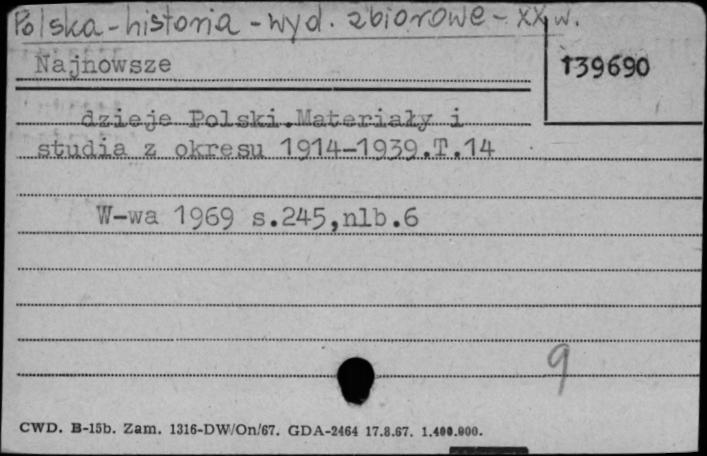 Polska - historia - wyd. zbiorowe - XX w.
Najnowsze
139690
dzieje Polski.Materiały i
studia z okresu 1914-1939.T.14
W-wa 1969 s.245,nlb.6
9
CWD. B-15b. Zam. 1316-DW/On/67. GDA-2464 17.8.67. 1.400.000.